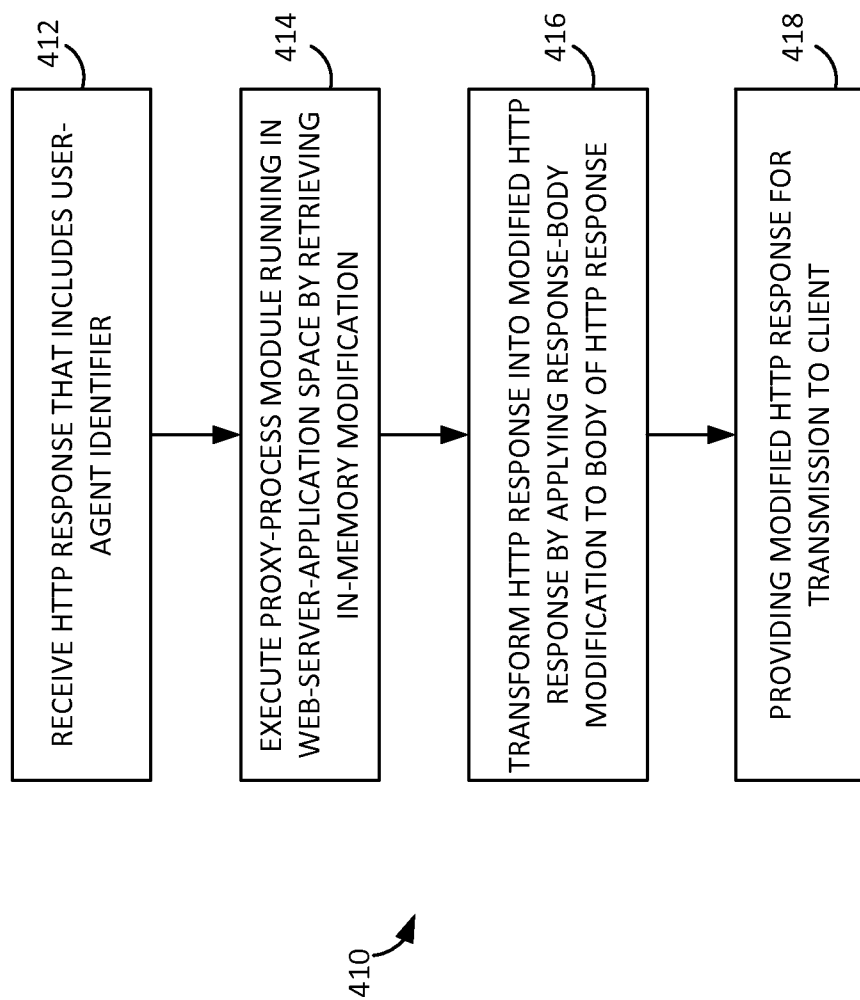 410
412
RECEIVE HTTP RESPONSE THAT INCLUDES USER-
AGENT IDENTIFIER
414
EXECUTE PROXY-PROCESS MODULE RUNNING IN
WEB-SERVER-APPLICATION SPACE BY RETRIEVING
IN-MEMORY MODIFICATION
416
TRANSFORM HTTP RESPONSE INTO MODIFIED HTTP
RESPONSE BY APPLYING RESPONSE-BODY
MODIFICATION TO BODY OF HTTP RESPONSE
418
PROVIDING MODIFIED HTTP RESPONSE FOR
TRANSMISSION TO CLIENT